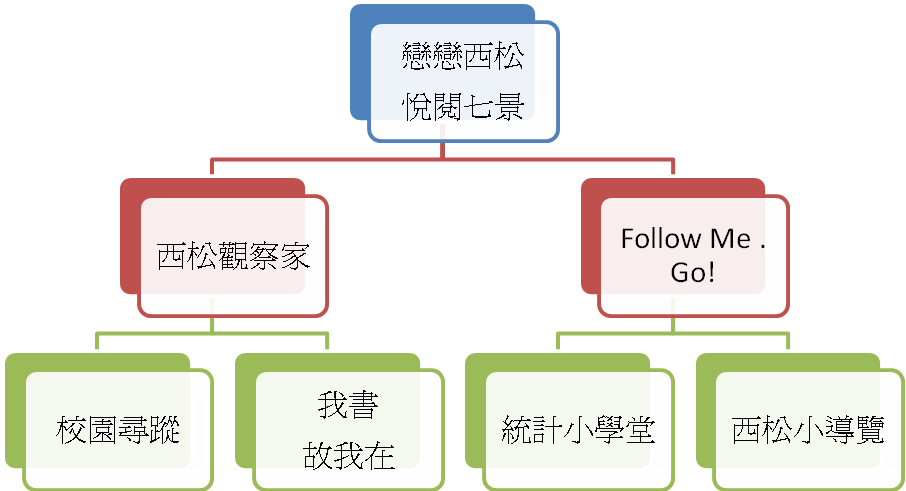 戀戀西松
悅閱七景
西松觀察家
Follow Me .
Go!
校園尋蹤
我書
故我在
統計小學堂
西松小導覽